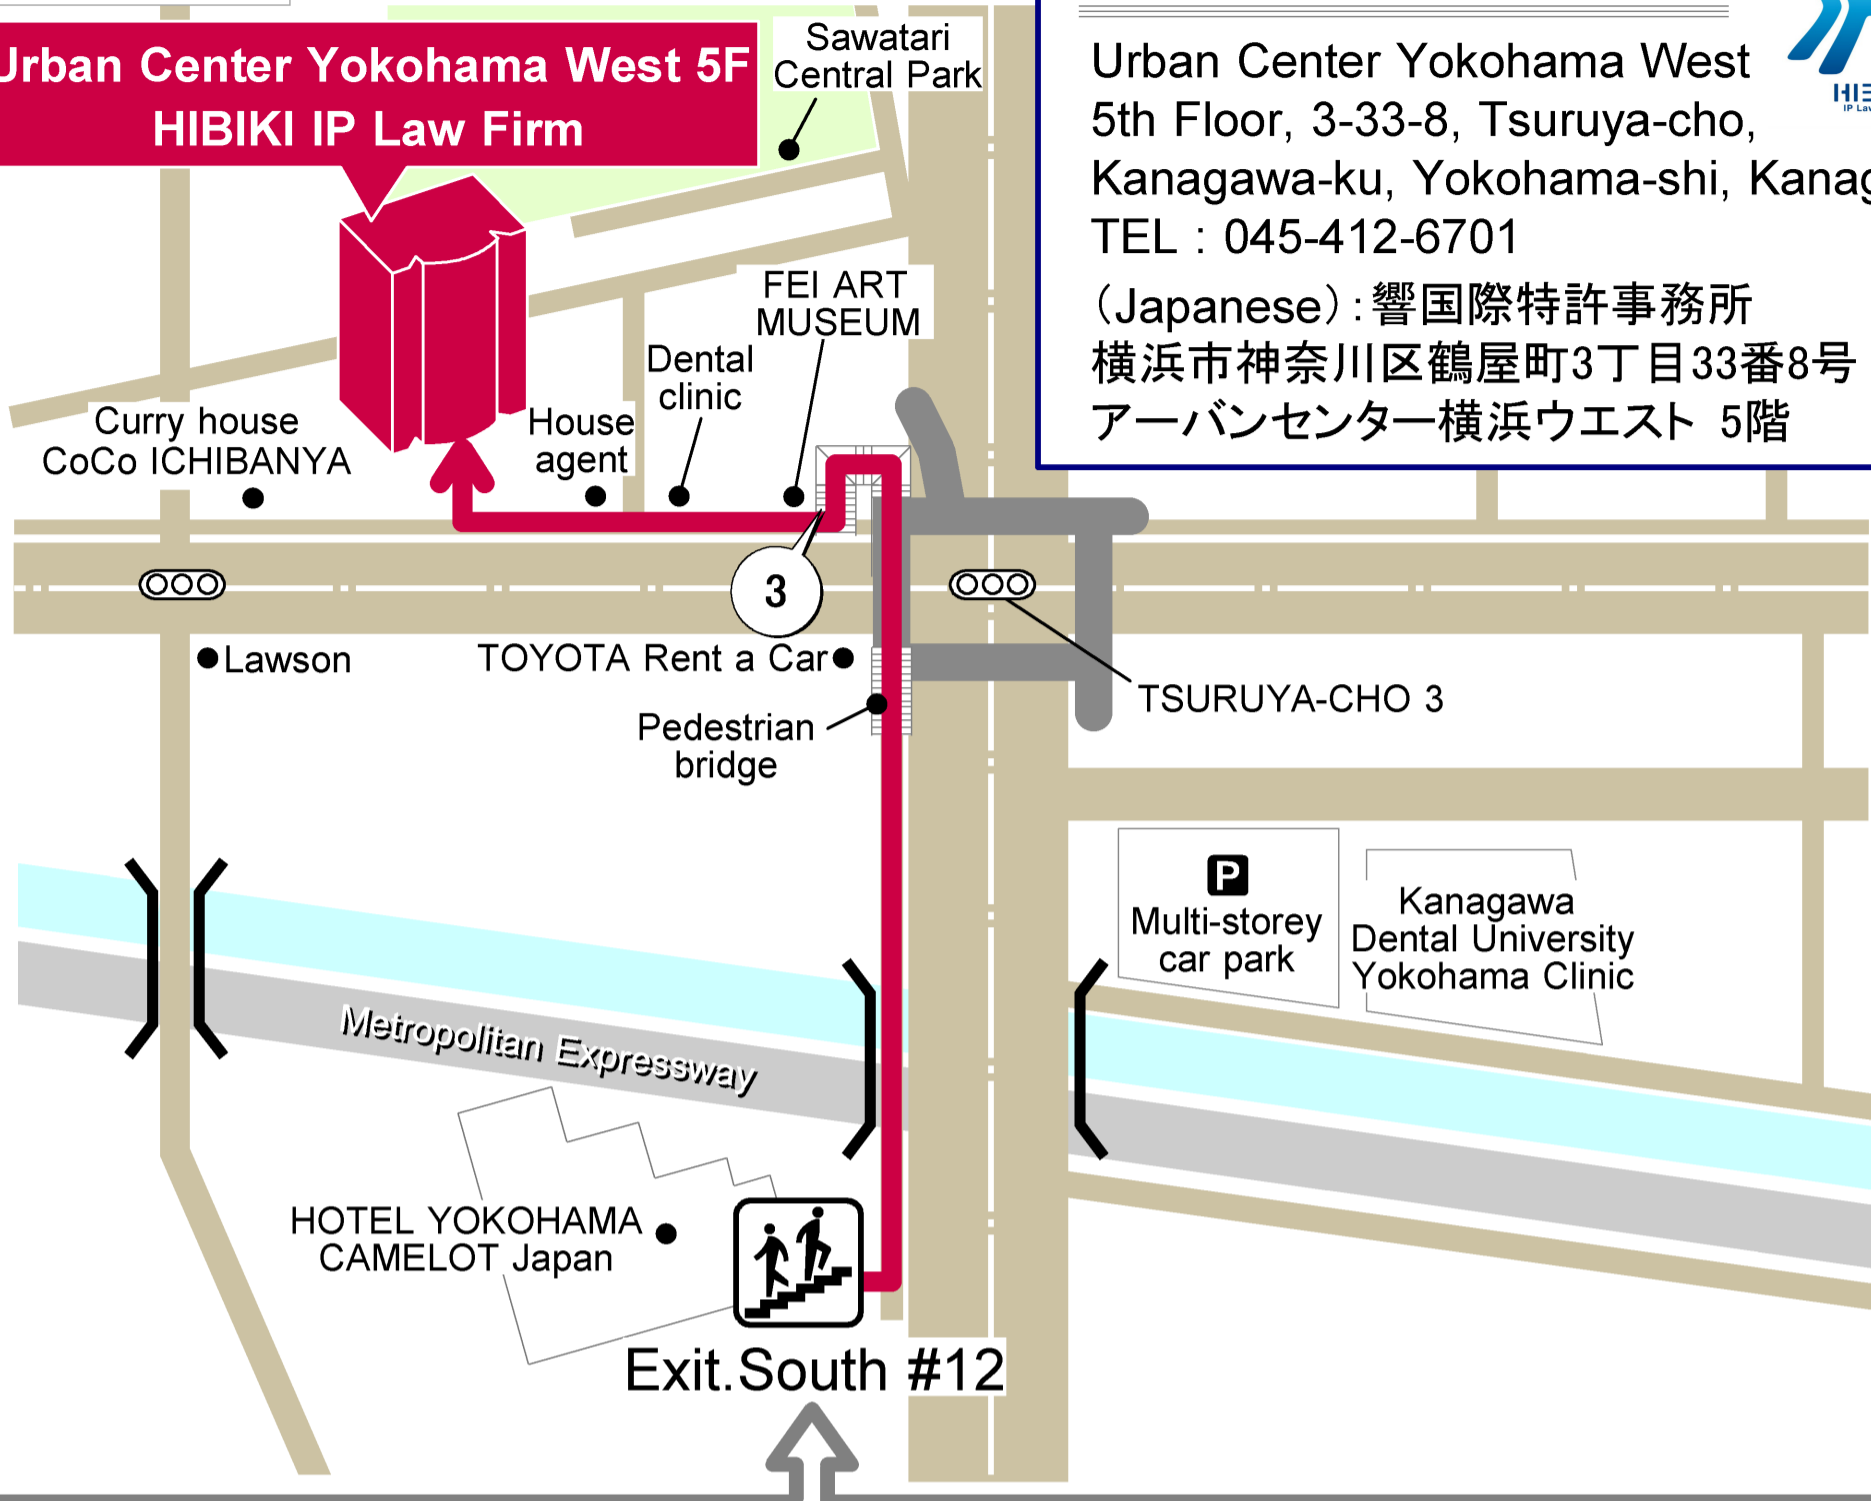 Urban Center Yokohama West 5F
HIBIKI IP Law Firm
Sawatari
Central Park
Urban Center Yokohama West
5th Floor, 3-33-8, Tsuruya-cho,
Kanagawa-ku, Yokohama-shi,
TEL : 045-412-6701
(Japanese) : 響国際特許事務所
横浜市神奈川区鶴屋町3丁目33番8号
アーバンセンター横浜ウエスト 5階
FEI ART
MUSEUM
Dental
clinic
House
agent
Curry house
CoCo ICHIBANYA
3
Lawson
TOYOTA Rent a Car
TSURUYA-CHO 3
Pedestrian
bridge
P
Multi-storey
car park
Kanagawa
Dental University
Yokohama Clinic
Metropolitan Expressway
HOTEL YOKOHAMA
CAMELOT Japan
Exit.South #12